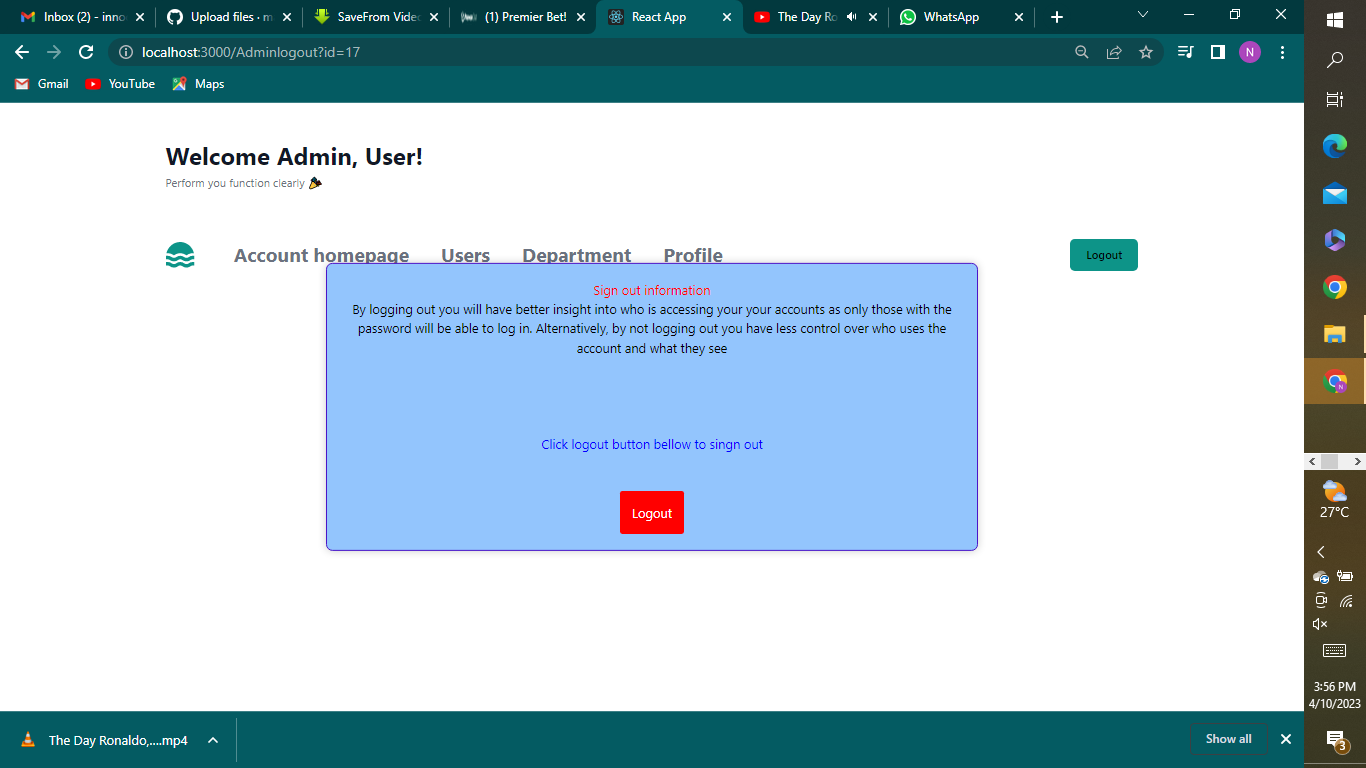 Inbox (2) - inno
Upload files · m
SaveFrom Video
(1) Premier Bet!
React App
The Day Ro
WhatsApp
localhost:3000/Adminlogout?id=17
N
Gmail
YouTube
Maps
Welcome Admin, User!
Perform you function clearly
Account homepage
Users
Department
Profile
Logout
Sign out information
By logging out you will have better insight into who is accessing your your accounts as only those with the
password will be able to log in. Alternatively, by not logging out you have less control over who uses the
account and what they see
Click logout button bellow to singn out
Logout
27°C
3:56 PM
4/10/2023
3
The Day Ronaldo,....mp4
Show all